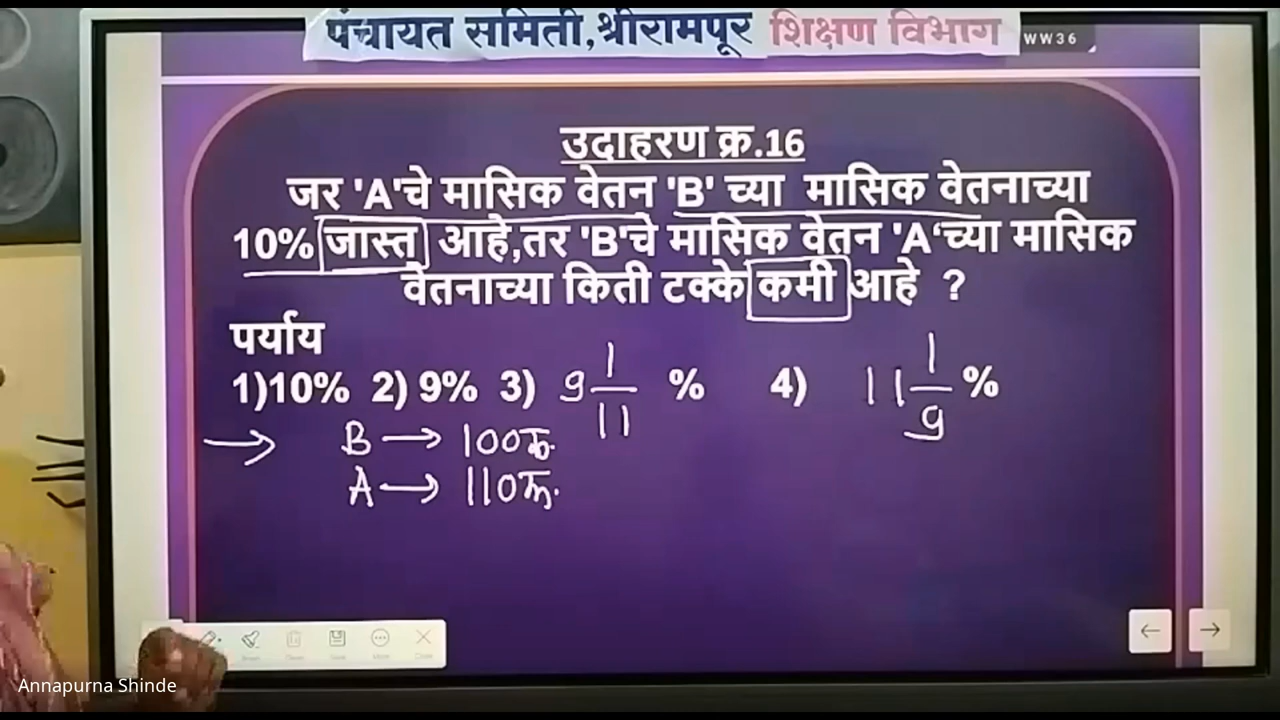 पंचायत समिती,श्रीरामपूर शिक्षण विभाग
WW36
उदाहरण क्र.16
जर 'A'चे मासिक वेतन 'B' च्या मासिक वेतनाच्या
10% जास्त आहे,तर 'B'चे मासिक वेतन 'A'च्या मासिक
वेतनाच्या किती टक्के कमी आहे ?
पर्याय
1)10% 2) 9% 3) 9 1/11 % 4) 11 1/9 %
→ B → 100रु.
A → 110रु.
Annapurna Shinde